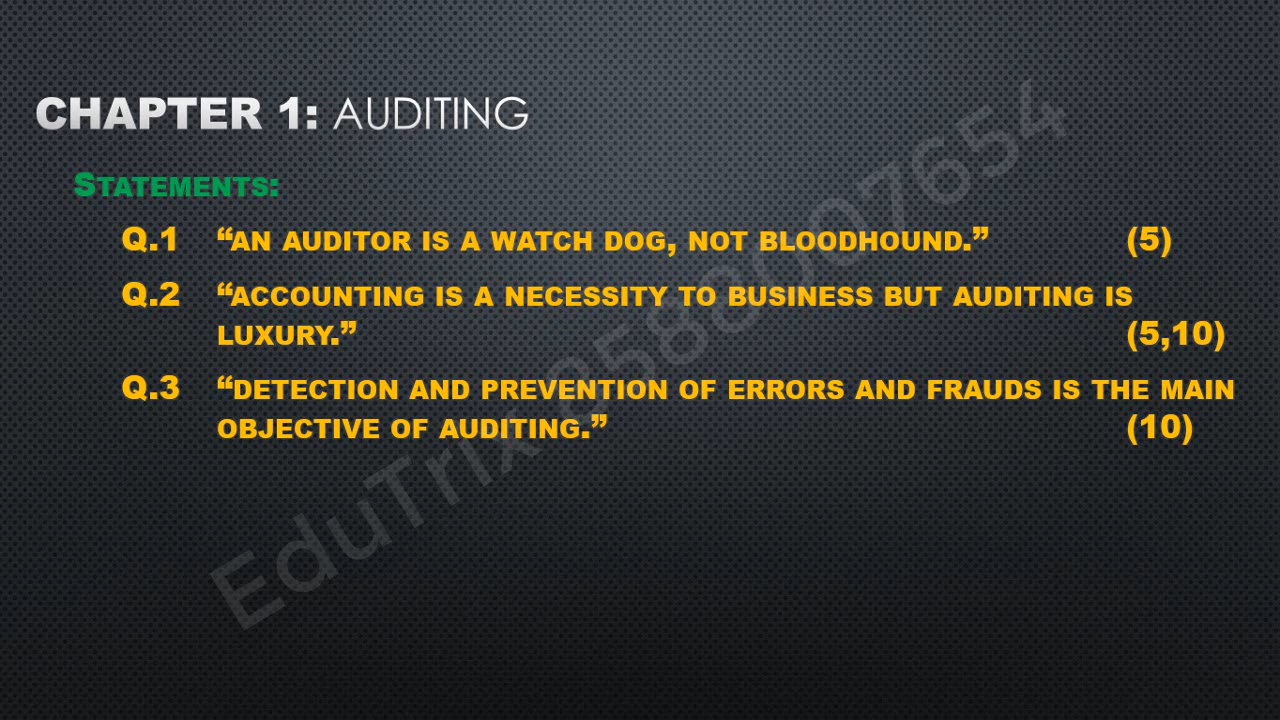 CHAPTER 1: AUDITING
STATEMENTS:
Q.1 “AN AUDITOR IS A WATCH DOG, NOT BLOODHOUND.” (5)
Q.2 “ACCOUNTING IS A NECESSITY TO BUSINESS BUT AUDITING IS
LUXURY.” (5,10)
Q.3 “DETECTION AND PREVENTION OF ERRORS AND FRAUDS IS THE MAIN
OBJECTIVE OF AUDITING.” (10)
EduTrix